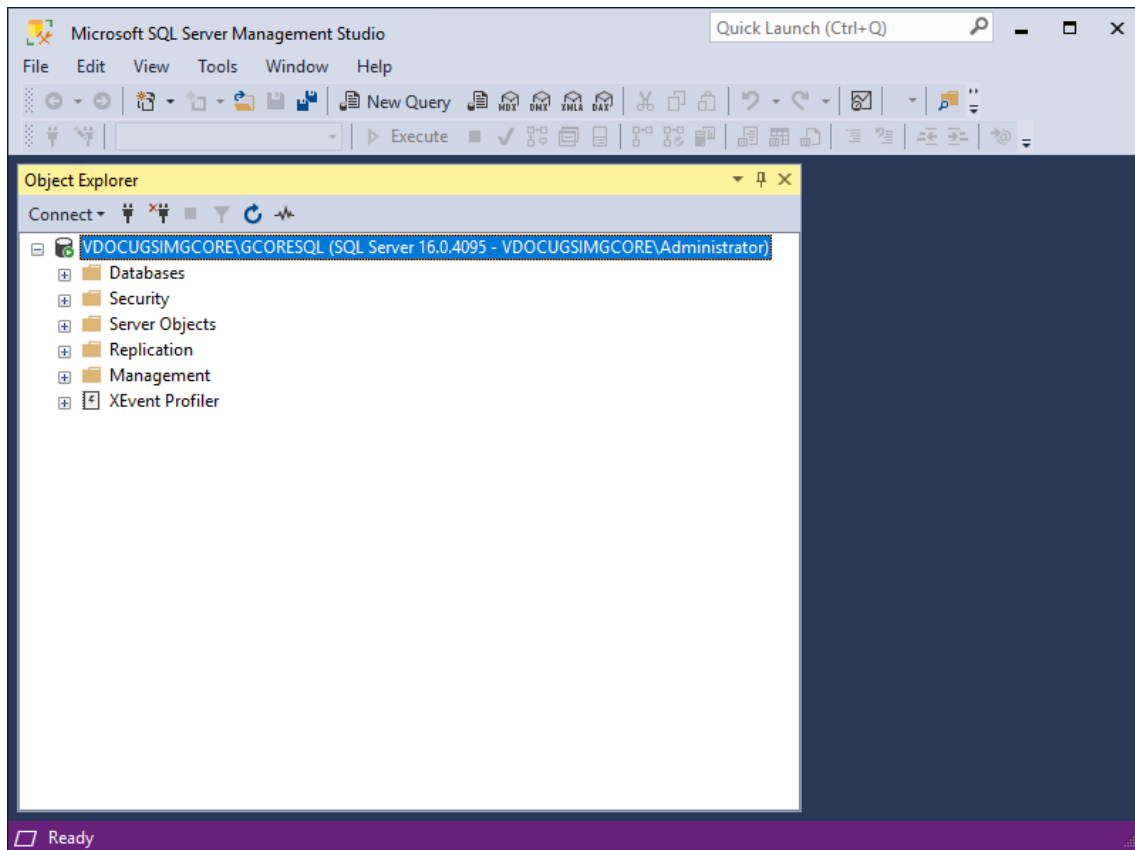 Microsoft SQL Server Management Studio
Quick Launch (Ctrl+Q)
File Edit View Tools Window Help
New Query MDX DMX XMLA DAX
Execute
Object Explorer
Connect
VDOCUGSIMGCORE\GCORESQL (SQL Server 16.0.4095 - VDOCUGSIMGCORE\Administrator)
Databases
Security
Server Objects
Replication
Management
XEvent Profiler
Ready